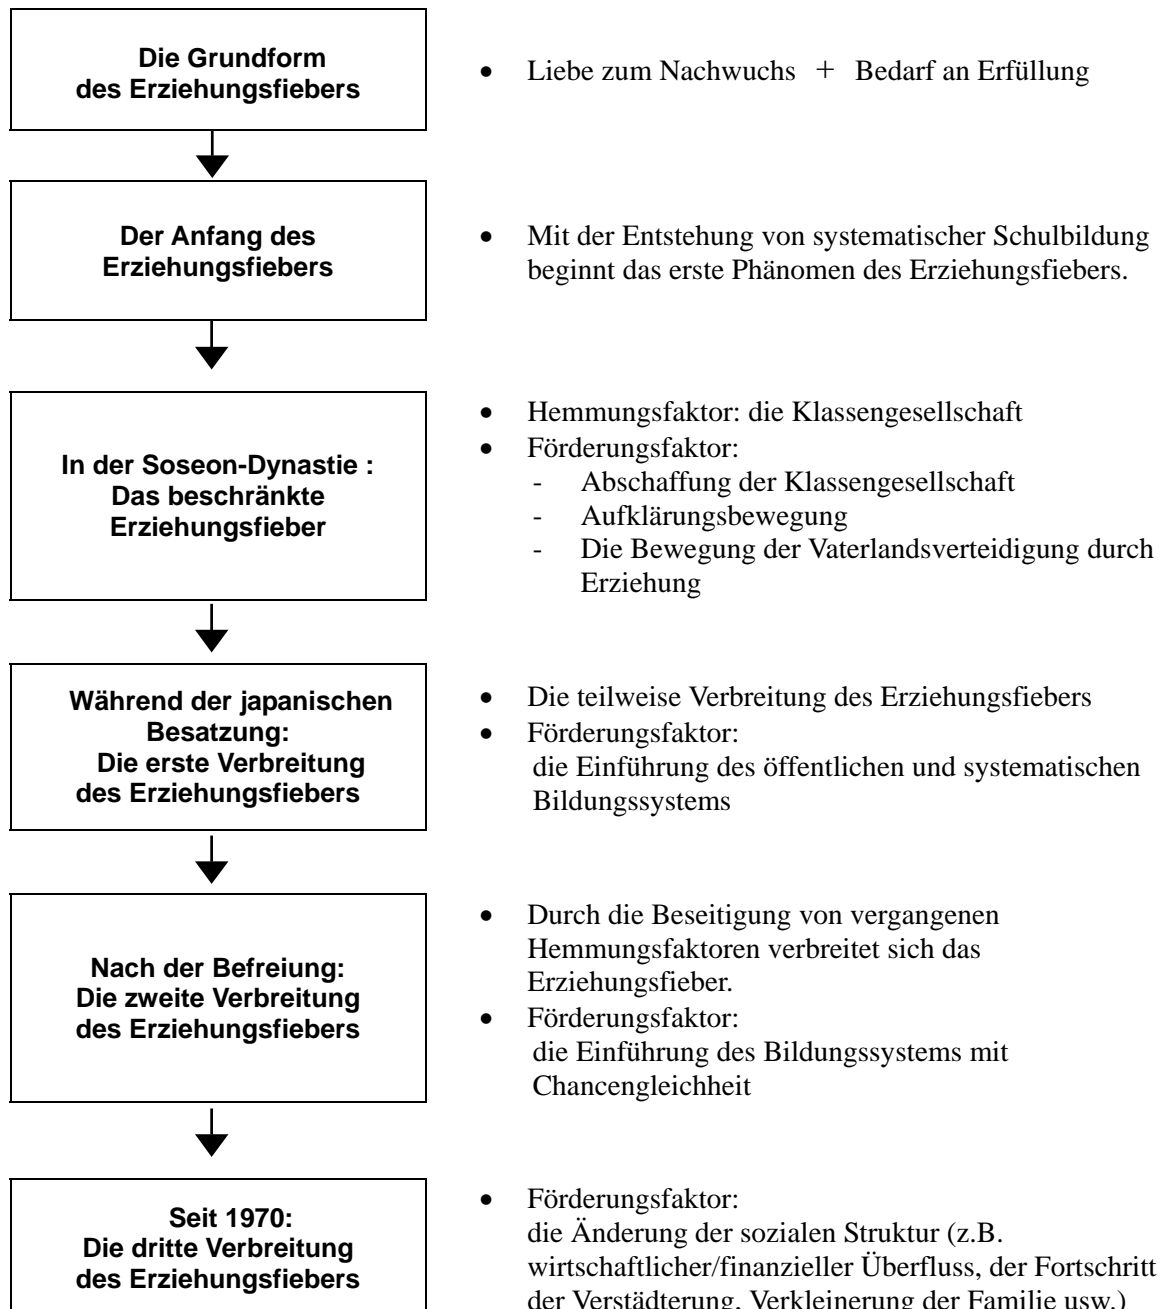 Die Grundform
des Erziehungsfiebers
• Liebe zum Nachwuchs + Bedarf an Erfüllung
Der Anfang des
Erziehungsfiebers
• Mit der Entstehung von systematischer Schulbildung
beginnt das erste Phänomen des Erziehungsfiebers.
In der Soseon-Dynastie :
Das beschränkte
Erziehungsfieber
• Hemmungsfaktor: die Klassengesellschaft
• Förderungsfaktor:
- Abschaffung der Klassengesellschaft
- Aufklärungsbewegung
- Die Bewegung der Vaterlandsverteidigung durch
Erziehung
Während der japanischen
Besatzung:
Die erste Verbreitung
des Erziehungsfiebers
• Die teilweise Verbreitung des Erziehungsfiebers
• Förderungsfaktor:
die Einführung des öffentlichen und systematischen
Bildungssystems
Nach der Befreiung:
Die zweite Verbreitung
des Erziehungsfiebers
• Durch die Beseitigung von vergangenen
Hemmungsfaktoren verbreitet sich das
Erziehungsfieber.
• Förderungsfaktor:
die Einführung des Bildungssystems mit
Chancengleichheit
Seit 1970:
Die dritte Verbreitung
des Erziehungsfiebers
• Förderungsfaktor:
die Änderung der sozialen Struktur (z.B.
wirtschaftlicher/finanzieller Überfluss, der Fortschritt
der Verstädterung, Verkleinerung der Familie usw.)